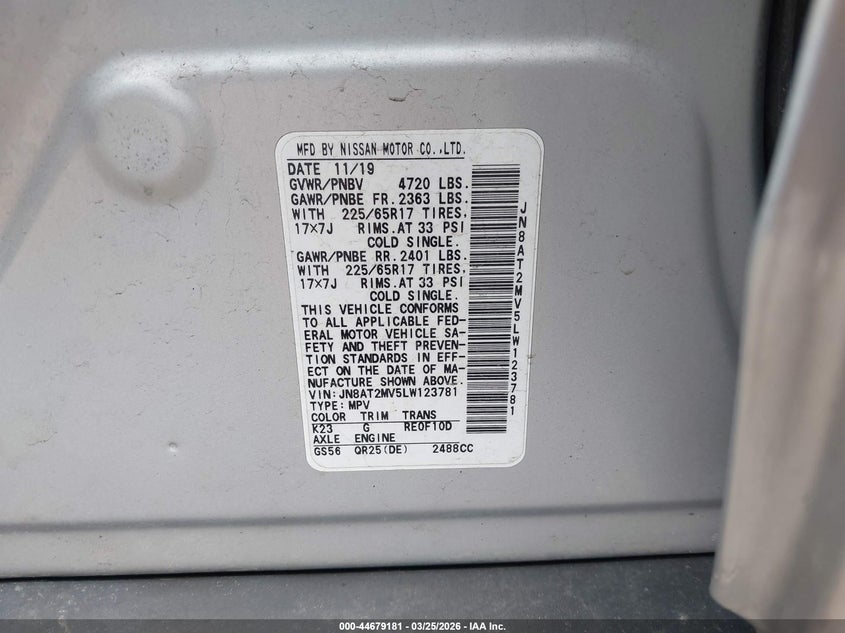 MFD BY NISSAN MOTOR CO.,LTD.
DATE 11/19
GVWR/PNBV 4720 LBS.
GAWR/PNBE FR.2363 LBS.
WITH 225/65R17 TIRES,
17×7J RIMS.AT 33 PSI
COLD SINGLE.
GAWR/PNBE RR.2401 LBS.
WITH 225/65R17 TIRES,
17×7J RIMS.AT 33 PSI
COLD SINGLE.
THIS VEHICLE CONFORMS
TO ALL APPLICABLE FED-
ERAL MOTOR VEHICLE SA-
FETY AND THEFT PREVEN-
TION STANDARDS IN EFF-
ECT ON THE DATE OF MA-
NUFACTURE SHOWN ABOVE.
VIN:JN8AT2MV5LW123781
TYPE:MPV
COLOR TRIM TRANS
K23 G RE0F10D
AXLE ENGINE
GS56 QR25(DE) 2488CC
JN8AT2MV5LW123781
000-44679181 | 03/25/2026 | IAA Inc.